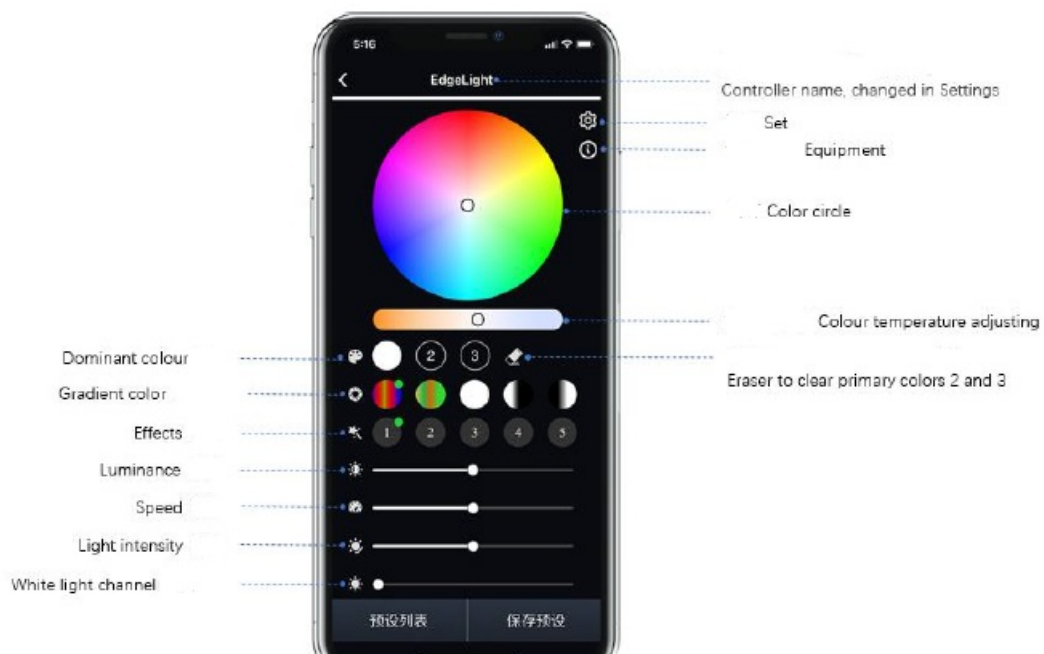 5:16
EdgeLight
Controller name, changed in Settings
Set
Equipment
Color circle
Colour temperature adjusting
Dominant colour
2
3
Eraser to clear primary colors 2 and 3
Gradient color
Effects
1
2
3
4
5
Luminance
Speed
Light intensity
White light channel
预设列表
保存预设